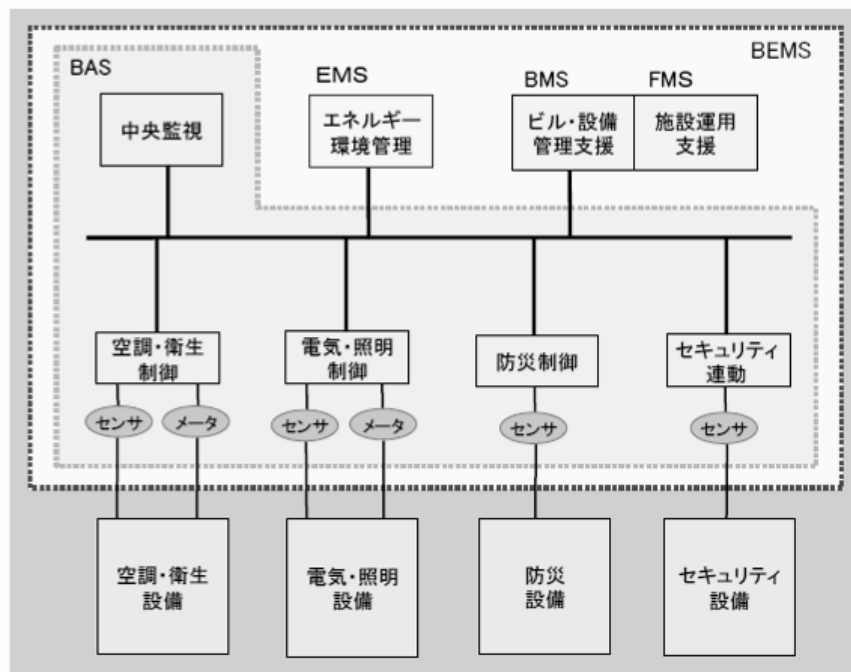 BEMS
BAS
EMS
BMS
FMS
中央監視
エネルギー
環境管理
ビル・設備
管理支援
施設運用
支援
空調・衛生
制御
電気・照明
制御
防災制御
セキュリティ
連動
センサ
メータ
センサ
メータ
センサ
センサ
空調・衛生
設備
電気・照明
設備
防災
設備
セキュリティ
設備